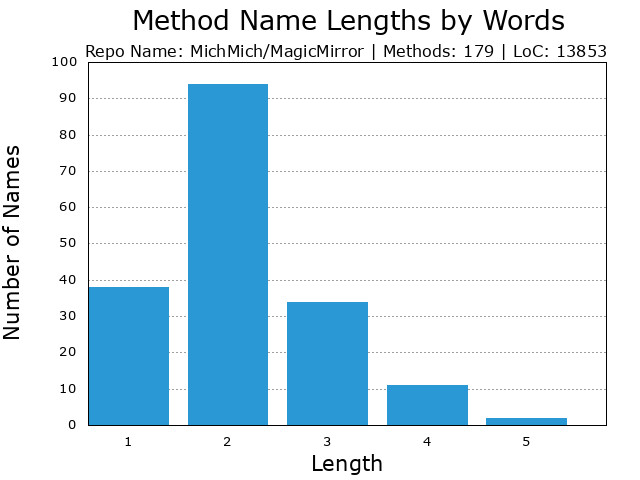 Method Name Lengths by Words
Repo Name: MichMich/MagicMirror | Methods: 179 | LoC: 13853
100
90
80
70
60
50
40
30
20
10
0
Number of Names
1 2 3 4 5
Length